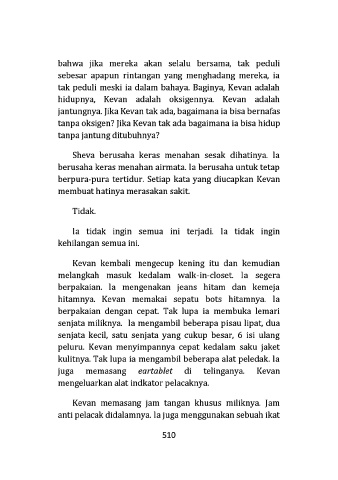 bahwa jika mereka akan selalu bersama, tak peduli
sebesar apapun rintangan yang menghadang mereka, ia
tak peduli meski ia dalam bahaya. Baginya, Kevan adalah
hidupnya, Kevan adalah oksigennya. Kevan adalah
jantungnya. Jika Kevan tak ada, bagaimana ia bisa bernafas
tanpa oksigen? Jika Kevan tak ada bagaimana ia bisa hidup
tanpa jantung ditubuhnya?
Sheva berusaha keras menahan sesak dihatinya. Ia
berusaha keras menahan airmata. Ia berusaha untuk tetap
berpura-pura tertidur. Setiap kata yang diucapkan Kevan
membuat hatinya merasakan sakit.
Tidak.
Ia tidak ingin semua ini terjadi. Ia tidak ingin
kehilangan semua ini.
Kevan kembali mengecup kening itu dan kemudian
melangkah masuk kedalam walk-in-closet. Ia segera
berpakaian. Ia mengenakan jeans hitam dan kemeja
hitamnya. Kevan memakai sepatu bots hitamnya. Ia
berpakaian dengan cepat. Tak lupa ia membuka lemari
senjata miliknya. Ia mengambil beberapa pisau lipat, dua
senjata kecil, satu senjata yang cukup besar, 6 isi ulang
peluru. Kevan menyimpannya cepat kedalam saku jaket
kulitnya. Tak lupa ia mengambil beberapa alat peledak. Ia
juga memasang eartablet di telinganya. Kevan
mengeluarkan alat indkator pelacaknya.
Kevan memasang jam tangan khusus miliknya. Jam
anti pelacak didalamnya. Ia juga menggunakan sebuah ikat
510